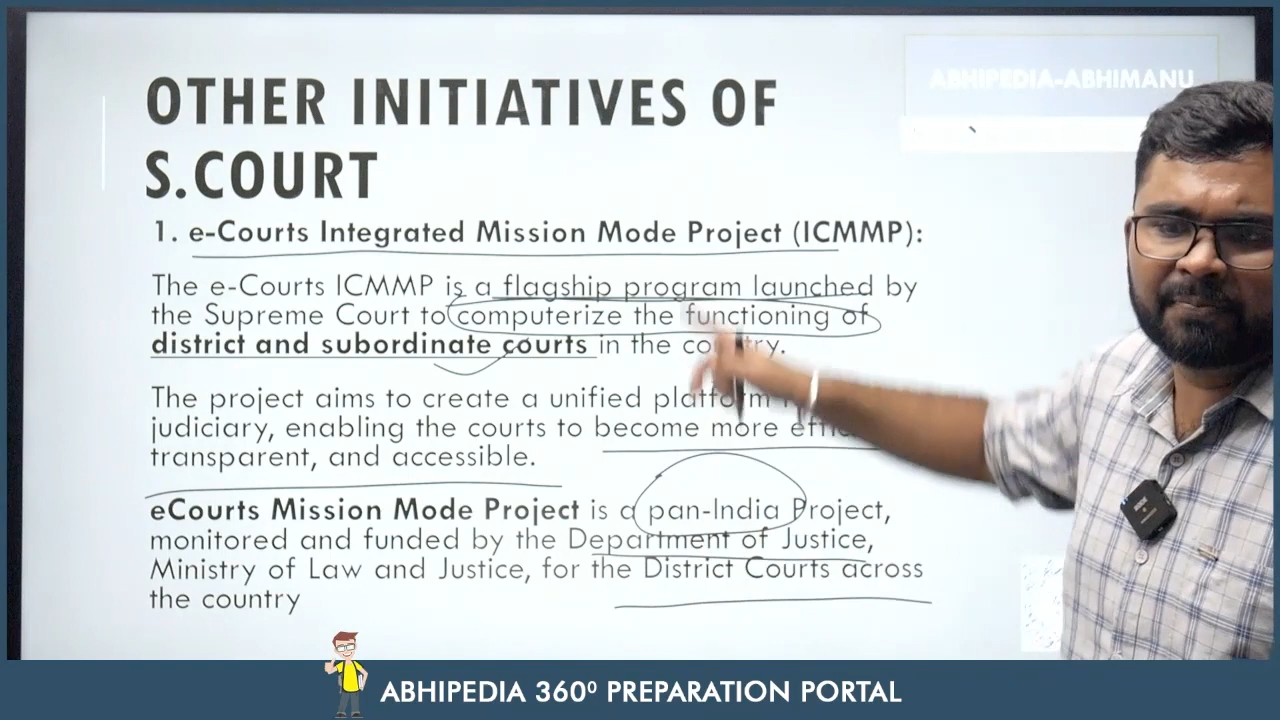 ABHIPEDIA-ABHIMANU
OTHER INITIATIVES OF
S.COURT
1. e-Courts Integrated Mission Mode Project (ICMMP):
The e-Courts ICMMP is a flagship program launched by
the Supreme Court to computerize the functioning of
district and subordinate courts in the
The project aims to create a unified platform
judiciary, enabling the courts to become more
transparent, and accessible.
eCourts Mission Mode Project is a pan-India Project,
monitored and funded by the Department of Justice,
Ministry of Law and Justice, for the District Courts across
the country
ABHIPEDIA 360⁰ PREPARATION PORTAL